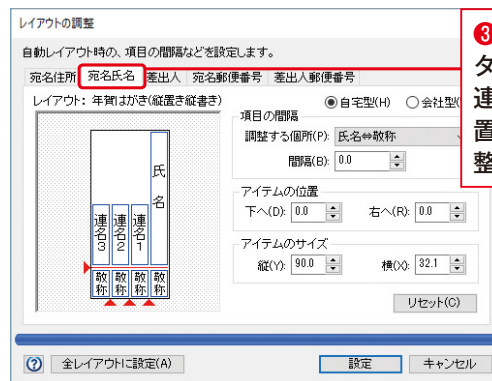 レイアウトの調整
自動レイアウト時の、項目の間隔などを設定します。
宛名住所 宛名氏名 差出人 宛名郵便番号 差出人郵便番号
レイアウト: 年賀はがき(縦置き縦書き)
自宅型(H) 会社型(
項目の間隔
調整する個所(P): 氏名⇔敬称
間隔(B): 0.0
アイテムの位置
下へ(D): 0.0 右へ(R): 0.0
アイテムのサイズ
縦(Y): 90.0 横(X): 32.1
リセット(C)
氏名
連名1
連名2
連名3
敬称 敬称 敬称 敬称
? 全レイアウトに設定(A) 設定 キャンセル
❸
タ
連
置
整